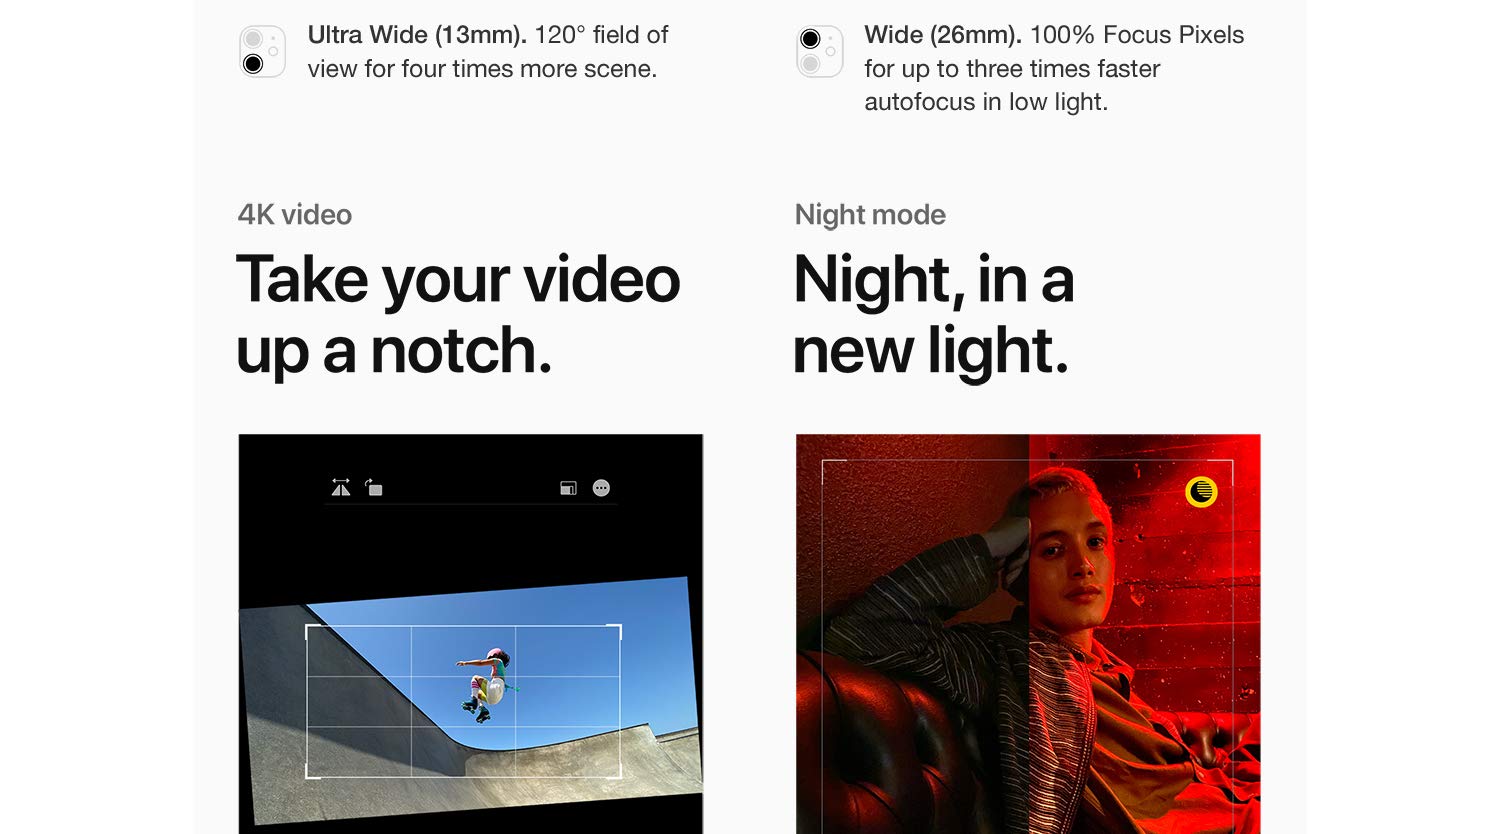 Ultra Wide (13mm). 120° field of
view for four times more scene.
Wide (26mm). 100% Focus Pixels
for up to three times faster
autofocus in low light.
4K video
Take your video
up a notch.
Night mode
Night, in a
new light.